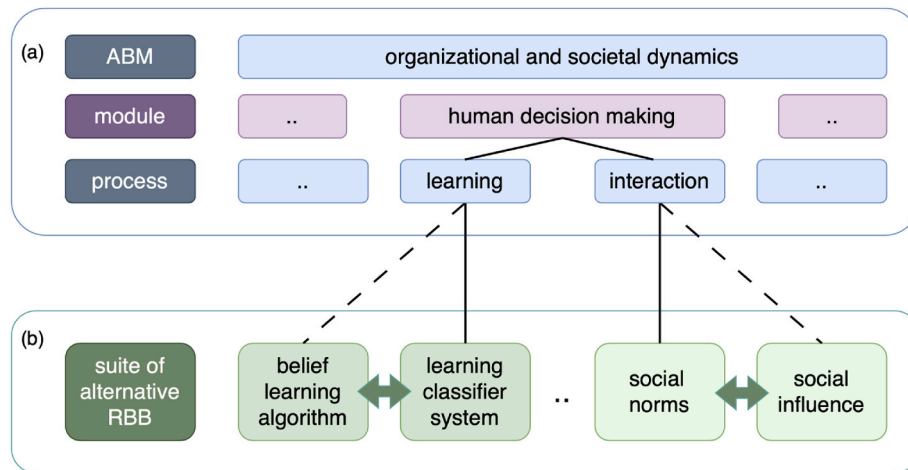 (a)
ABM
organizational and societal dynamics
module
..
human decision making
..
process
..
learning
interaction
..
(b)
suite of
alternative
RBB
belief
learning
algorithm
learning
classifier
system
..
social
norms
social
influence